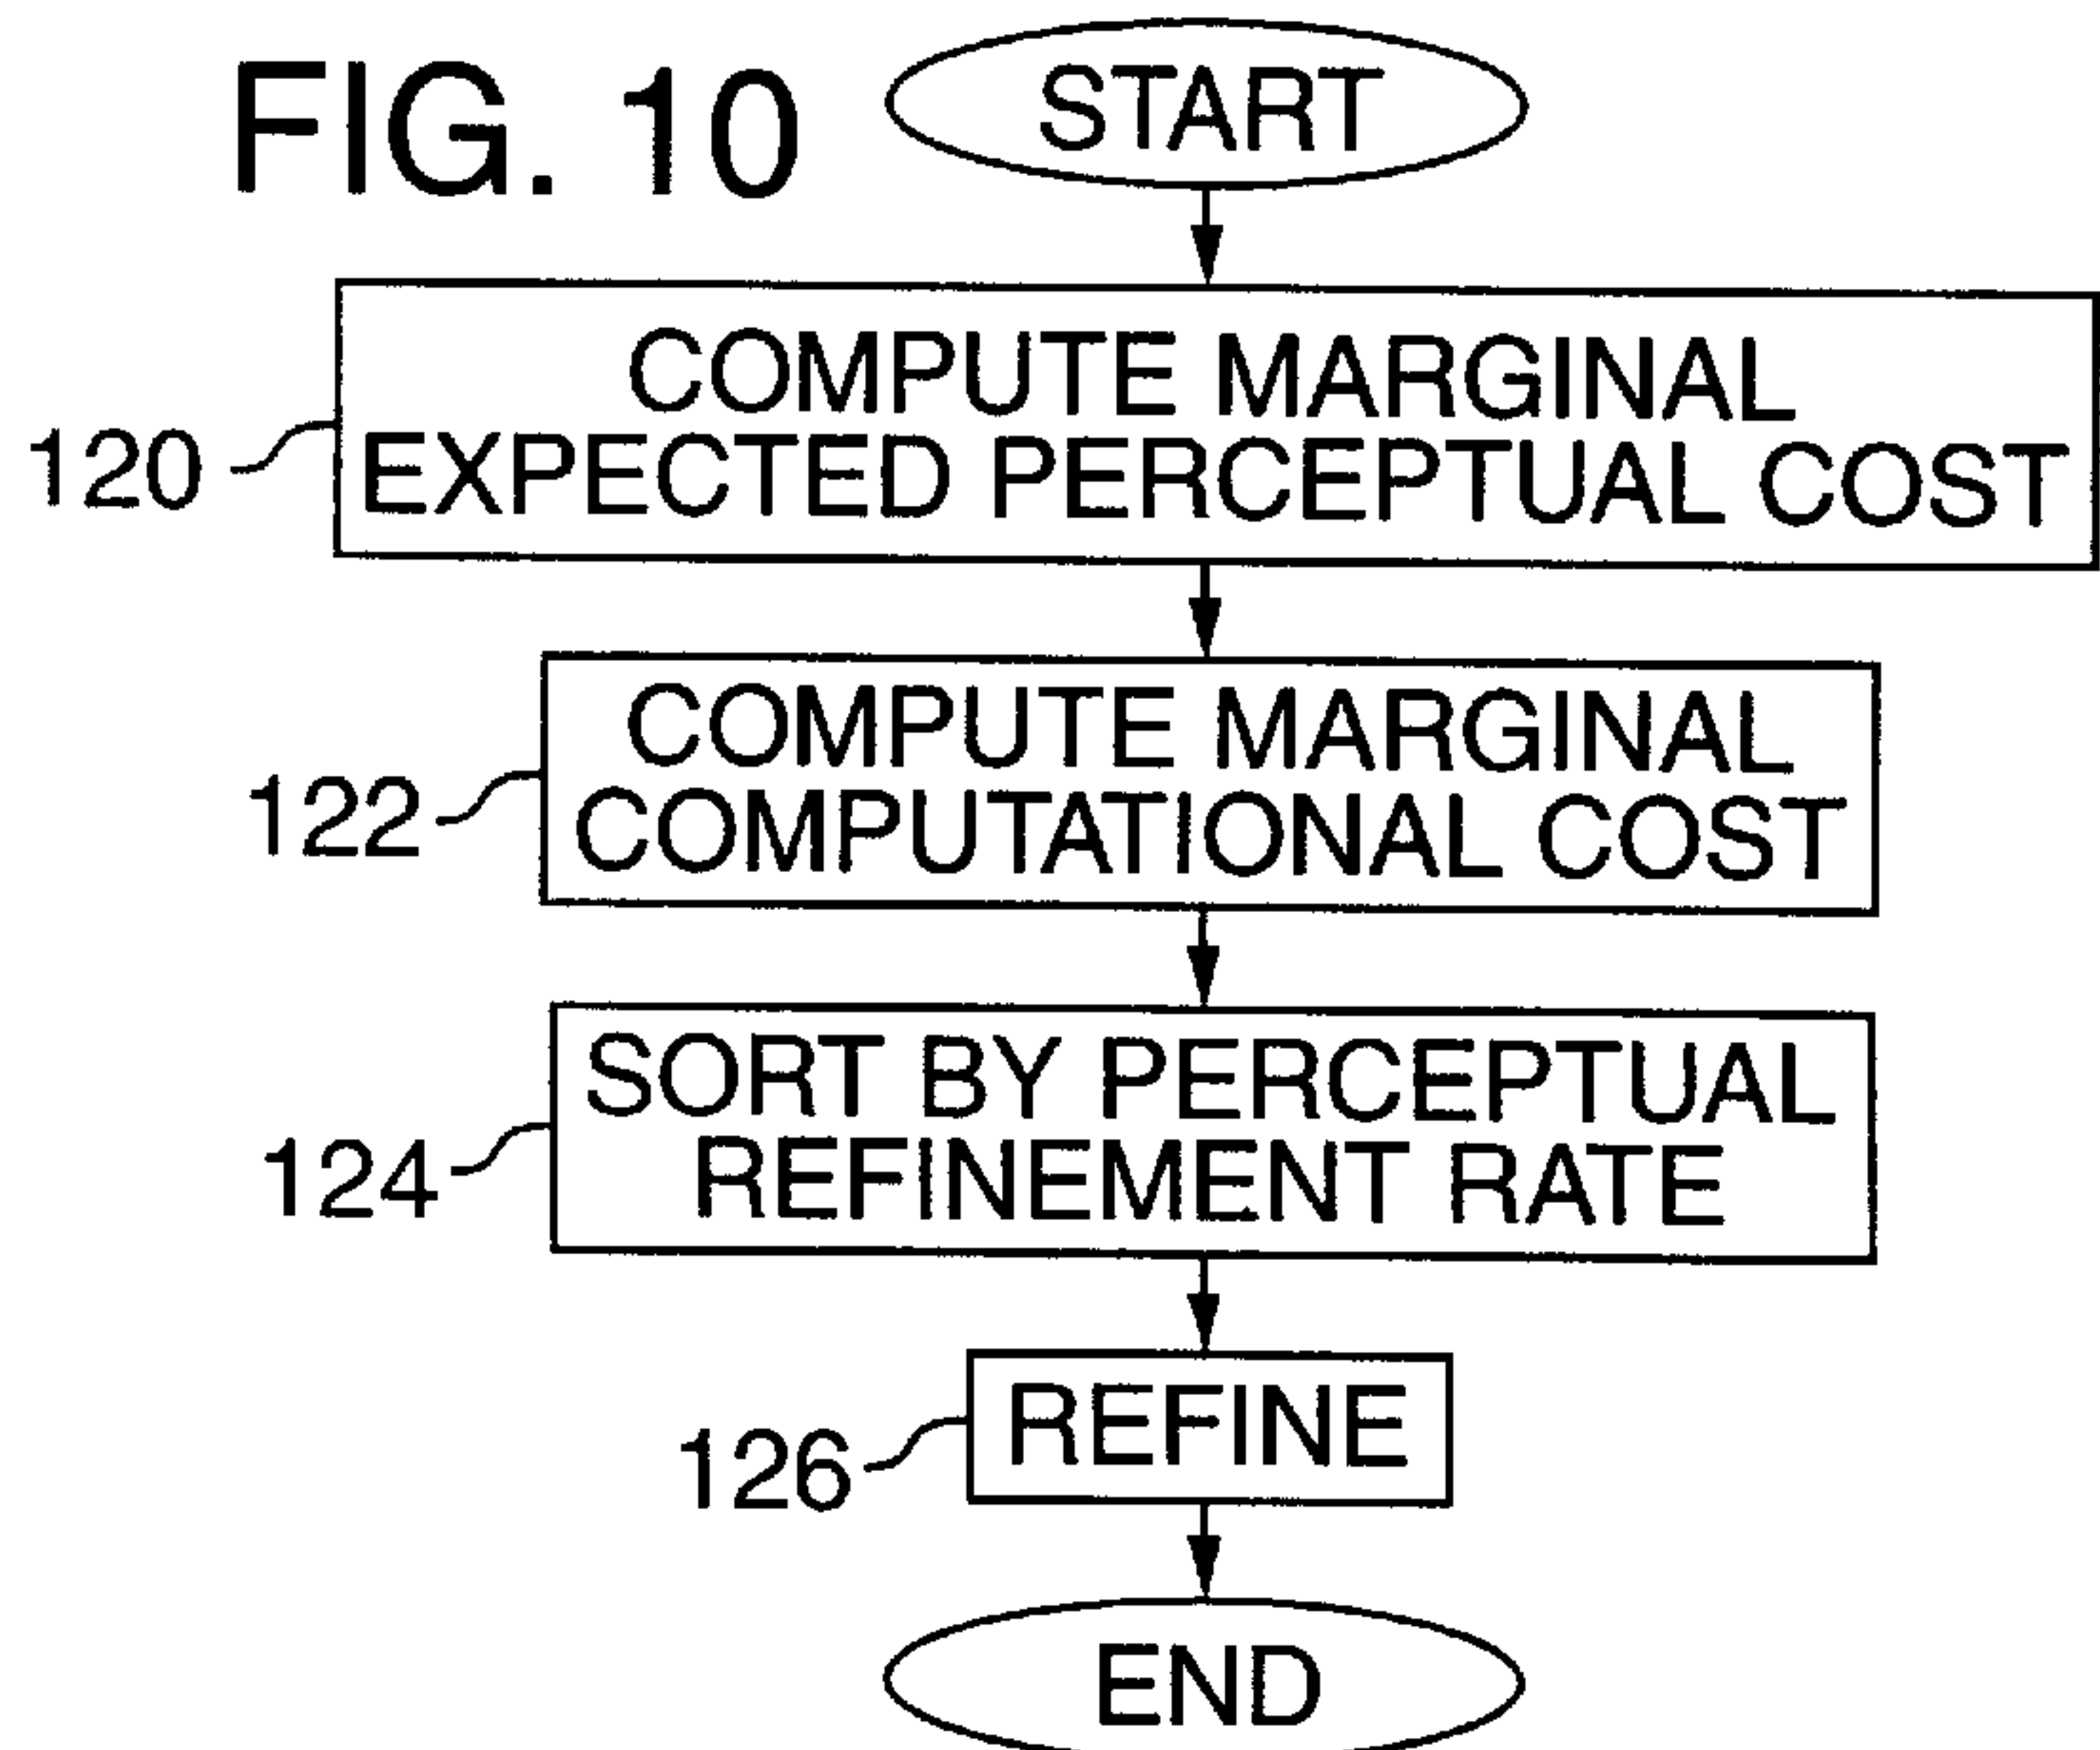 FIG. 10
START
COMPUTE MARGINAL
EXPECTED PERCEPTUAL COST
120
COMPUTE MARGINAL
COMPUTATIONAL COST
122
SORT BY PERCEPTUAL
REFINEMENT RATE
124
REFINE
126
END